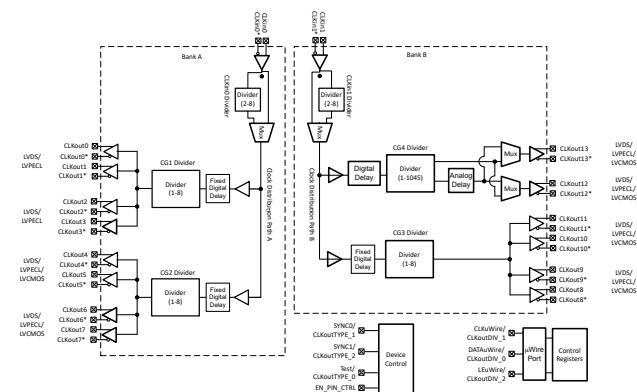 CLKin0
CLKin0*
CLKin1
CLKin1*
Bank A
Bank B
CLKin0 Divider
Divider
(2-8)
Mux
CLKin1 Divider
Divider
(2-8)
Mux
LVDS/
LVPECL
CLKout0
CLKout0*
CLKout1
CLKout1*
LVDS/
LVPECL
CLKout2
CLKout2*
CLKout3
CLKout3*
CG1 Divider
Divider
(1-8)
Fixed
Digital
Delay
Clock Distribution Path A
LVDS/
LVPECL/
LVCMOS
CLKout4
CLKout4*
CLKout5
CLKout5*
LVDS/
LVPECL/
LVCMOS
CLKout6
CLKout6*
CLKout7
CLKout7*
CG2 Divider
Divider
(1-8)
Fixed
Digital
Delay
Clock Distribution Path B
Digital
Delay
CG4 Divider
Divider
(1-1045)
Analog
Delay
Mux
Mux
CLKout13
CLKout13*
LVDS/
LVPECL/
LVCMOS
CLKout12
CLKout12*
LVDS/
LVPECL/
LVCMOS
Fixed
Digital
Delay
CG3 Divider
Divider
(1-8)
CLKout11
CLKout11*
CLKout10
CLKout10*
LVDS/
LVPECL/
LVCMOS
CLKout9
CLKout9*
CLKout8
CLKout8*
LVDS/
LVPECL/
LVCMOS
SYNC0/
CLKoutTYPE_1
SYNC1/
CLKoutTYPE_2
Test/
CLKoutTYPE_0
EN_PIN_CTRL
Device
Control
CLKuWire/
CLKoutDIV_1
DATAuWire/
CLKoutDIV_0
LEuWire/
CLKoutDIV_2
µWire
Port
Control
Registers